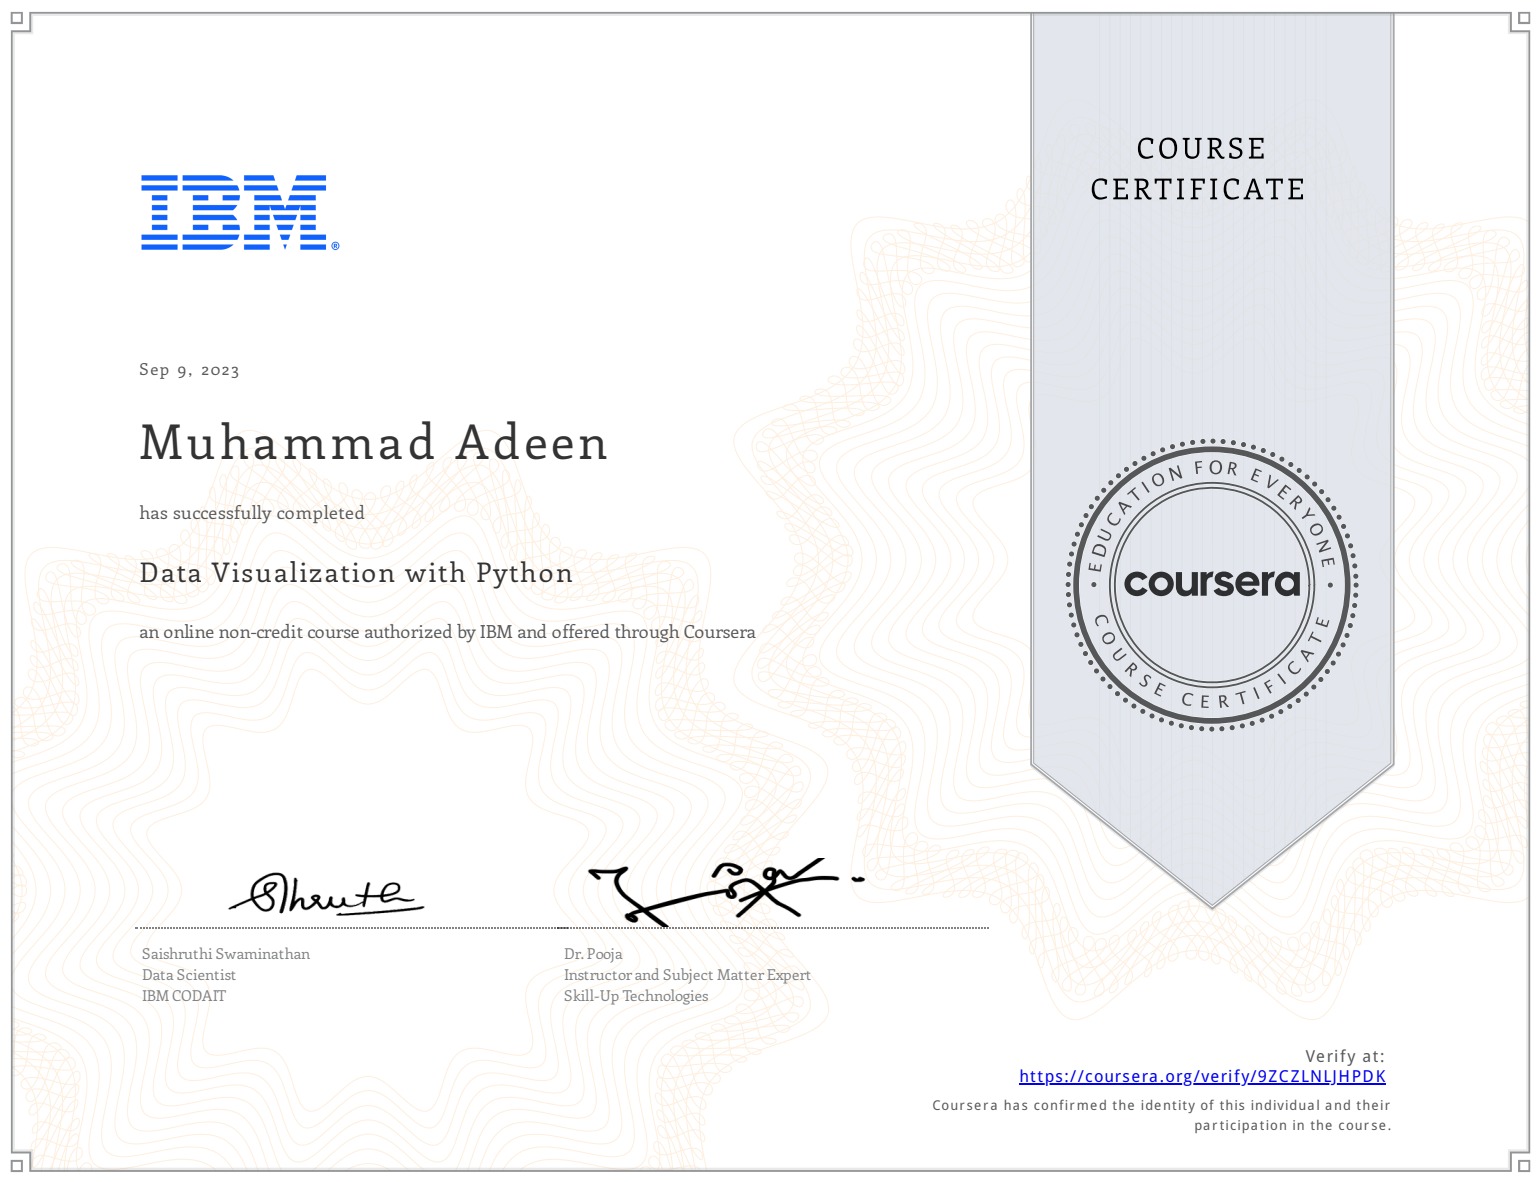 COURSE
CERTIFICATE
IBM®
Sep 9, 2023
Muhammad Adeen
has successfully completed
Data Visualization with Python
an online non-credit course authorized by IBM and offered through Coursera
EDUCATION FOR EVERYONE
coursera
COURSE CERTIFICATE
Saishruthi Swaminathan
Data Scientist
IBM CODAIT
Dr. Pooja
Instructor and Subject Matter Expert
Skill-Up Technologies
Verify at:
https://coursera.org/verify/9ZCZLNLJHPDK
Coursera has confirmed the identity of this individual and their
participation in the course.